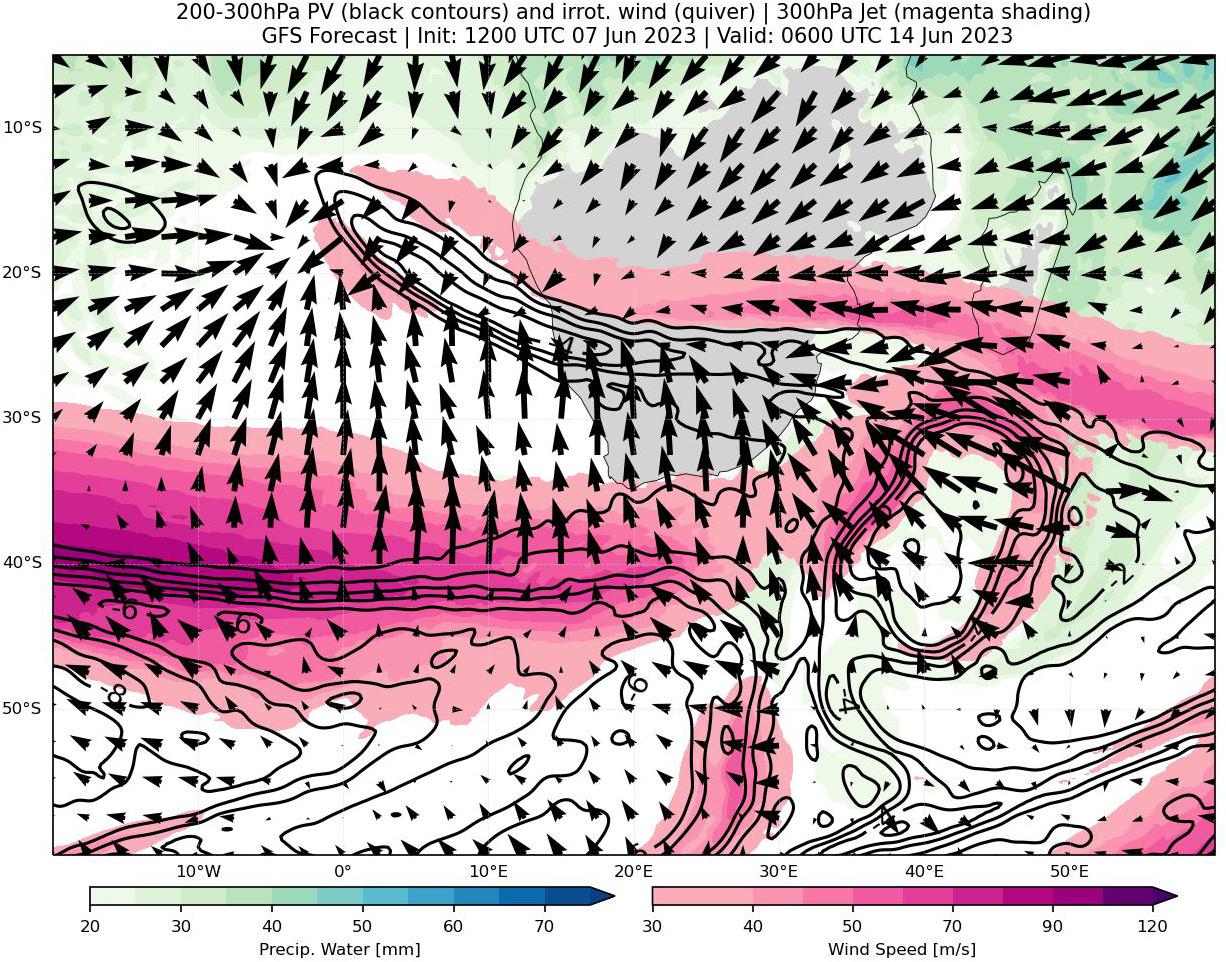 200-300hPa PV (black contours) and irrot. wind (quiver) | 300hPa Jet (magenta shading)
GFS Forecast | Init: 1200 UTC 07 Jun 2023 | Valid: 0600 UTC 14 Jun 2023
10°S
20°S
30°S
40°S
50°S
-4
-6
-6
-8
-6
-4
-2
10°W
0°
10°E
20°E
30°E
40°E
50°E
20
30
40
50
60
70
Precip. Water [mm]
30
40
50
70
90
120
Wind Speed [m/s]